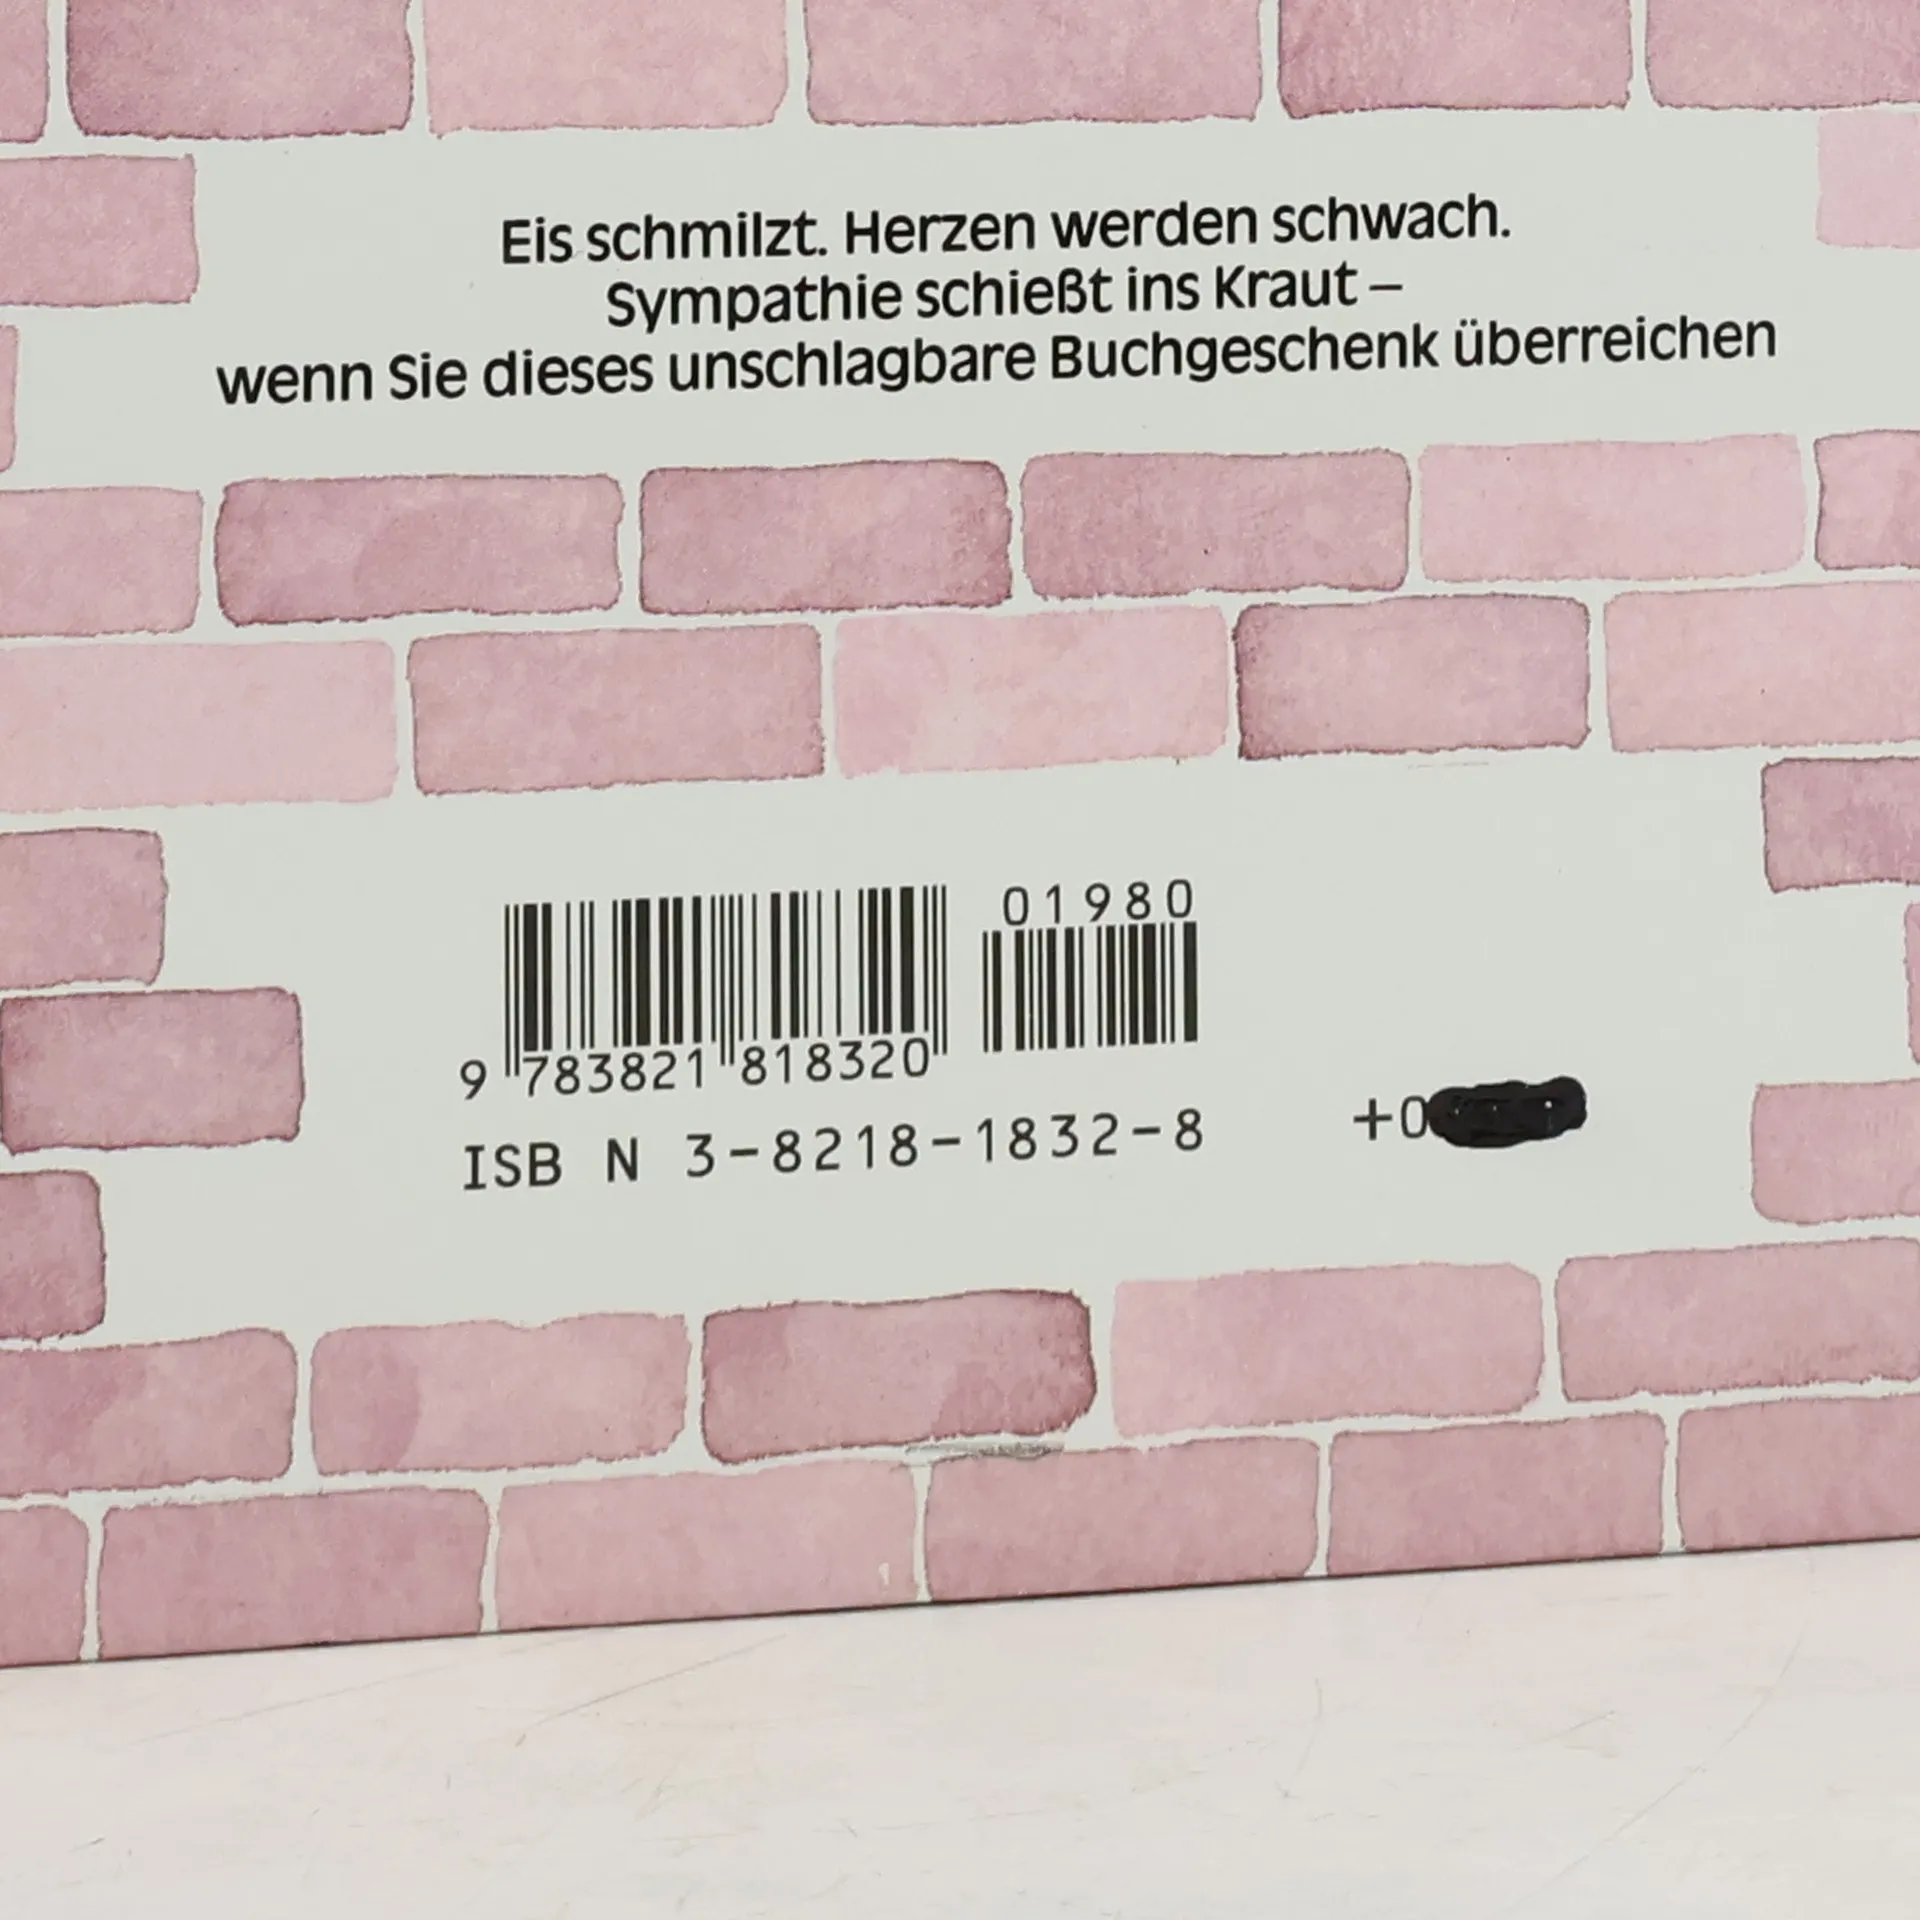 Eis schmilzt. Herzen werden schwach.
Sympathie schießt ins Kraut –
wenn Sie dieses unschlagbare Buchgeschenk überreichen
01980
9 783821 818320
ISB N 3-8218-1832-8
+0